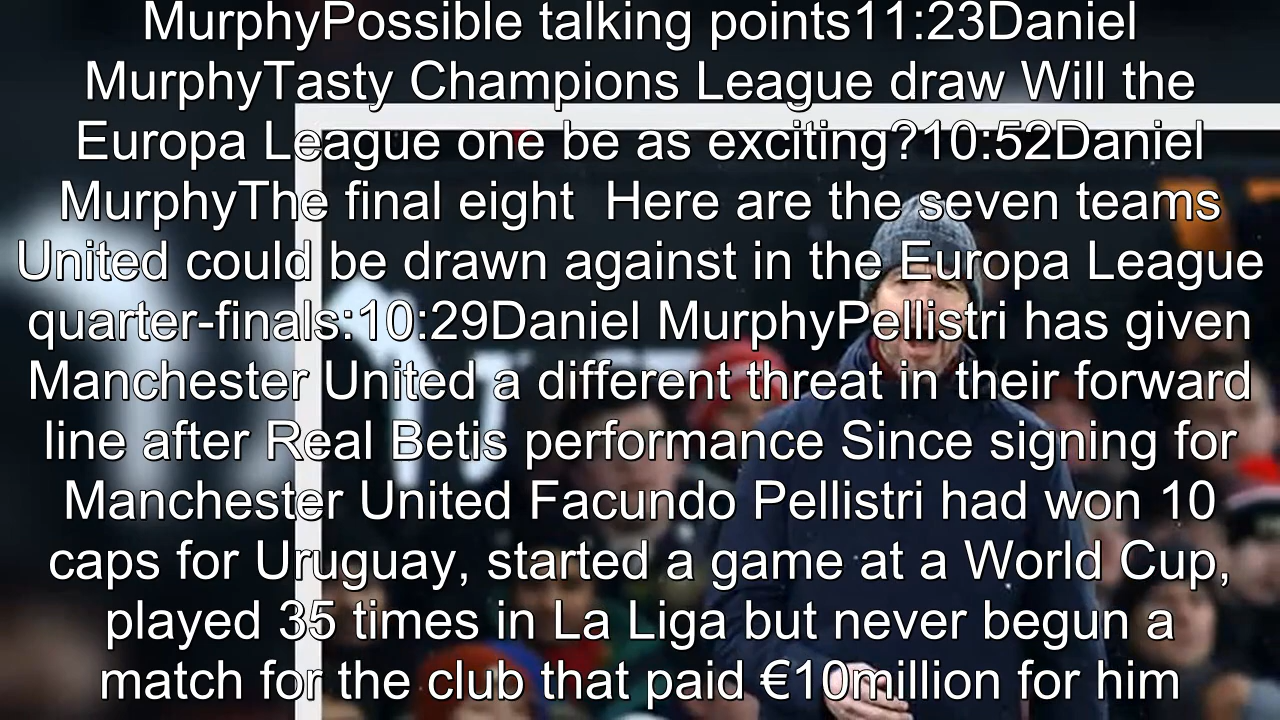 MurphyPossible talking points11:23Daniel
MurphyTasty Champions League draw Will the
Europa League one be as exciting?10:52Daniel
MurphyThe final eight  Here are the seven teams
United could be drawn against in the Europa League
quarter-finals:10:29Daniel MurphyPellistri has given
Manchester United a different threat in their forward
line after Real Betis performance Since signing for
Manchester United Facundo Pellistri had won 10
caps for Uruguay, started a game at a World Cup,
played 35 times in La Liga but never begun a
match for the club that paid €10million for him